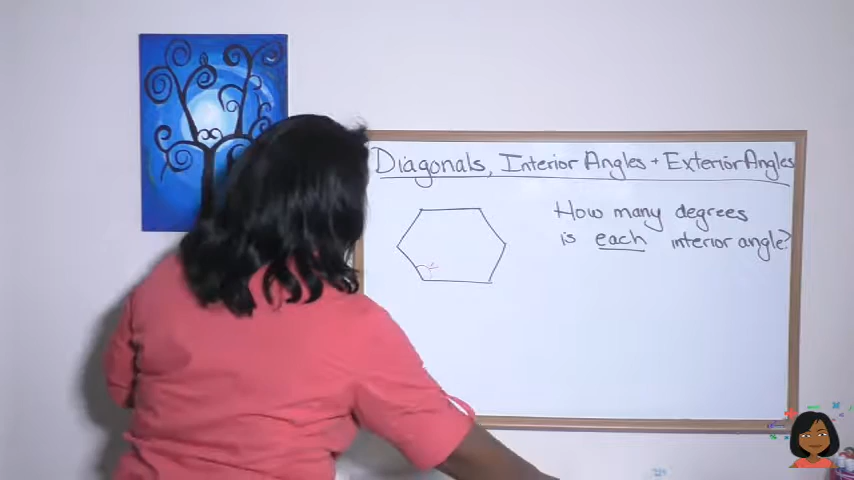 Diagonals, Interior Angles + Exterior Angles
How many degrees
is each interior angle?